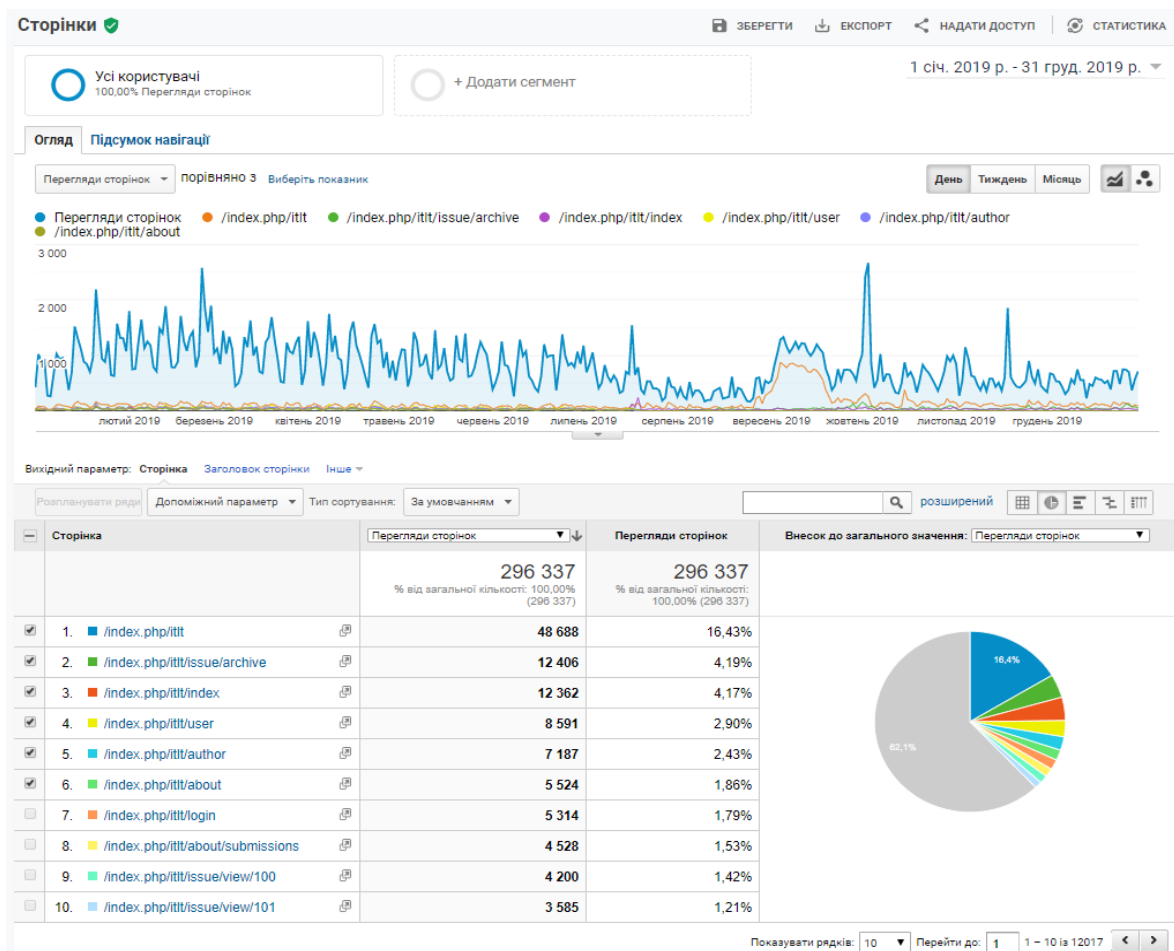 Сторінки
ЗБЕРЕГТИ ЕКСПОРТ НАДАТИ ДОСТУП СТАТИСТИКА
Усі користувачі
100,00% Перегляди сторінок
+ Додати сегмент
1 січ. 2019 р. - 31 груд. 2019 р.
Огляд Підсумок навігації
Перегляди сторінок порівняно з Виберіть показник
День Тиждень Місяць
Перегляди сторінок /index.php/itlt /index.php/itlt/issue/archive /index.php/itlt/index /index.php/itlt/user /index.php/itlt/author
/index.php/itlt/about
3 000
2 000
1 000
лютий 2019 березень 2019 квітень 2019 травень 2019 червень 2019 липень 2019 серпень 2019 вересень 2019 жовтень 2019 листопад 2019 грудень 2019
Вихідний параметр: Сторінка Заголовок сторінки Інше
Розпланувати ряди Допоміжний параметр Тип сортування: За умовчанням розширений
Сторінка Перегляди сторінок Перегляди сторінок Внесок до загального значення: Перегляди сторінок
296 337 296 337
% від загальної кількості: 100,00% (296 337) % від загальної кількості: 100,00% (296 337)
1. /index.php/itlt 48 688 16,43%
2. /index.php/itlt/issue/archive 12 406 4,19%
3. /index.php/itlt/index 12 362 4,17%
4. /index.php/itlt/user 8 591 2,90%
5. /index.php/itlt/author 7 187 2,43%
6. /index.php/itlt/about 5 524 1,86%
7. /index.php/itlt/login 5 314 1,79%
8. /index.php/itlt/about/submissions 4 528 1,53%
9. /index.php/itlt/issue/view/100 4 200 1,42%
10. /index.php/itlt/issue/view/101 3 585 1,21%
16,4%
62,1%
Показувати рядків: 10 Перейти до: 1 1 – 10 із 12017